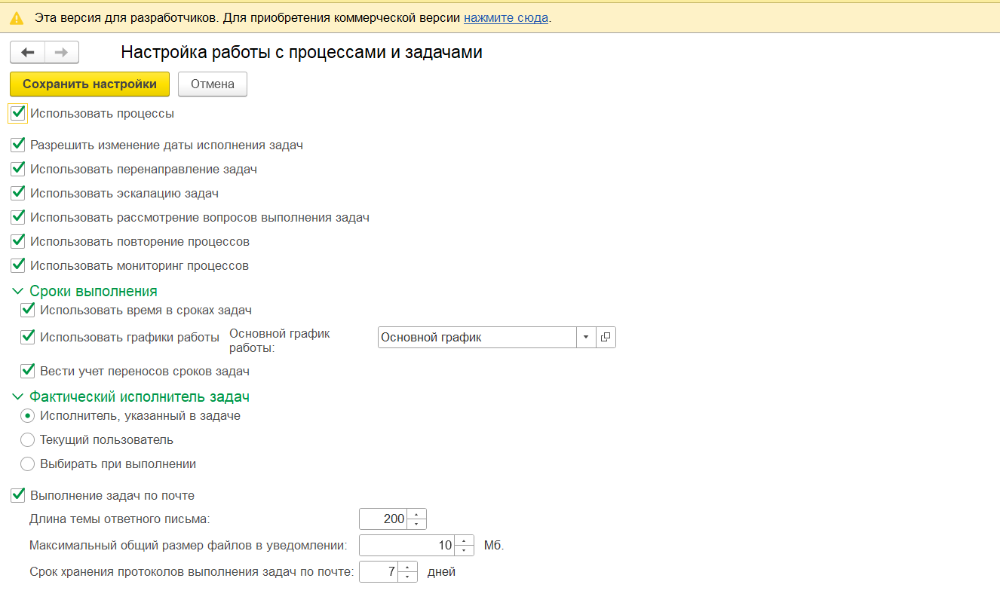 Эта версия для разработчиков. Для приобретения коммерческой версии нажмите сюда.
Настройка работы с процессами и задачами
Сохранить настройки Отмена
Использовать процессы
Разрешить изменение даты исполнения задач
Использовать перенаправление задач
Использовать эскалацию задач
Использовать рассмотрение вопросов выполнения задач
Использовать повторение процессов
Использовать мониторинг процессов
Сроки выполнения
Использовать время в сроках задач
Использовать графики работы Основной график работы: Основной график
Вести учет переносов сроков задач
Фактический исполнитель задач
Исполнитель, указанный в задаче
Текущий пользователь
Выбирать при выполнении
Выполнение задач по почте
Длина темы ответного письма: 200
Максимальный общий размер файлов в уведомлении: 10 Мб.
Срок хранения протоколов выполнения задач по почте: 7 дней